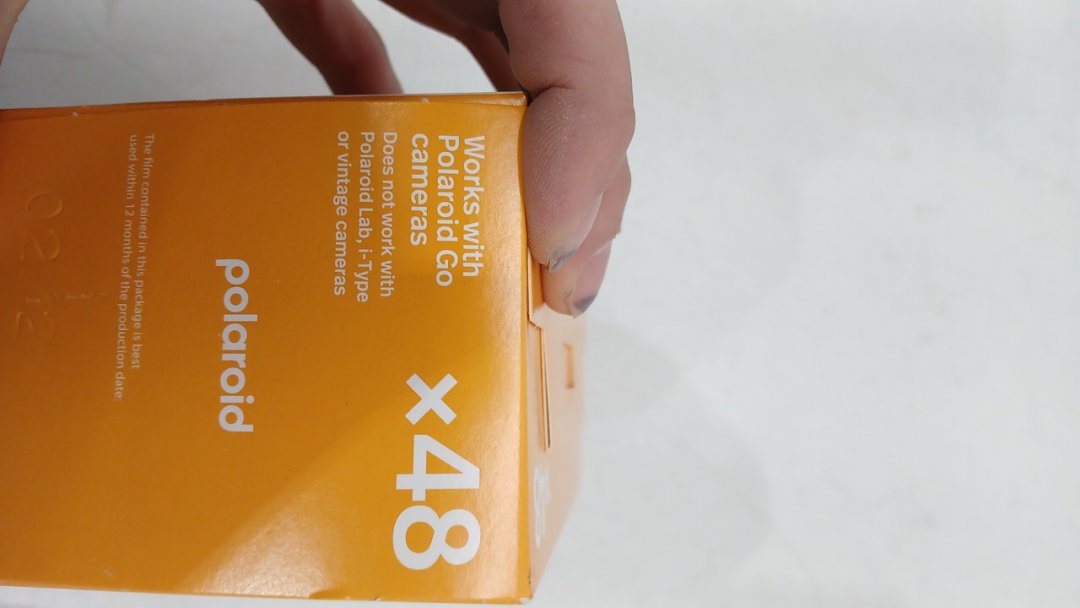 Works with
Polaroid Go
cameras
Does not work with
Polaroid Lab, i-Type
or vintage cameras
x48
polaroid
The film contained in this package is best
used within 12 months of the production date: